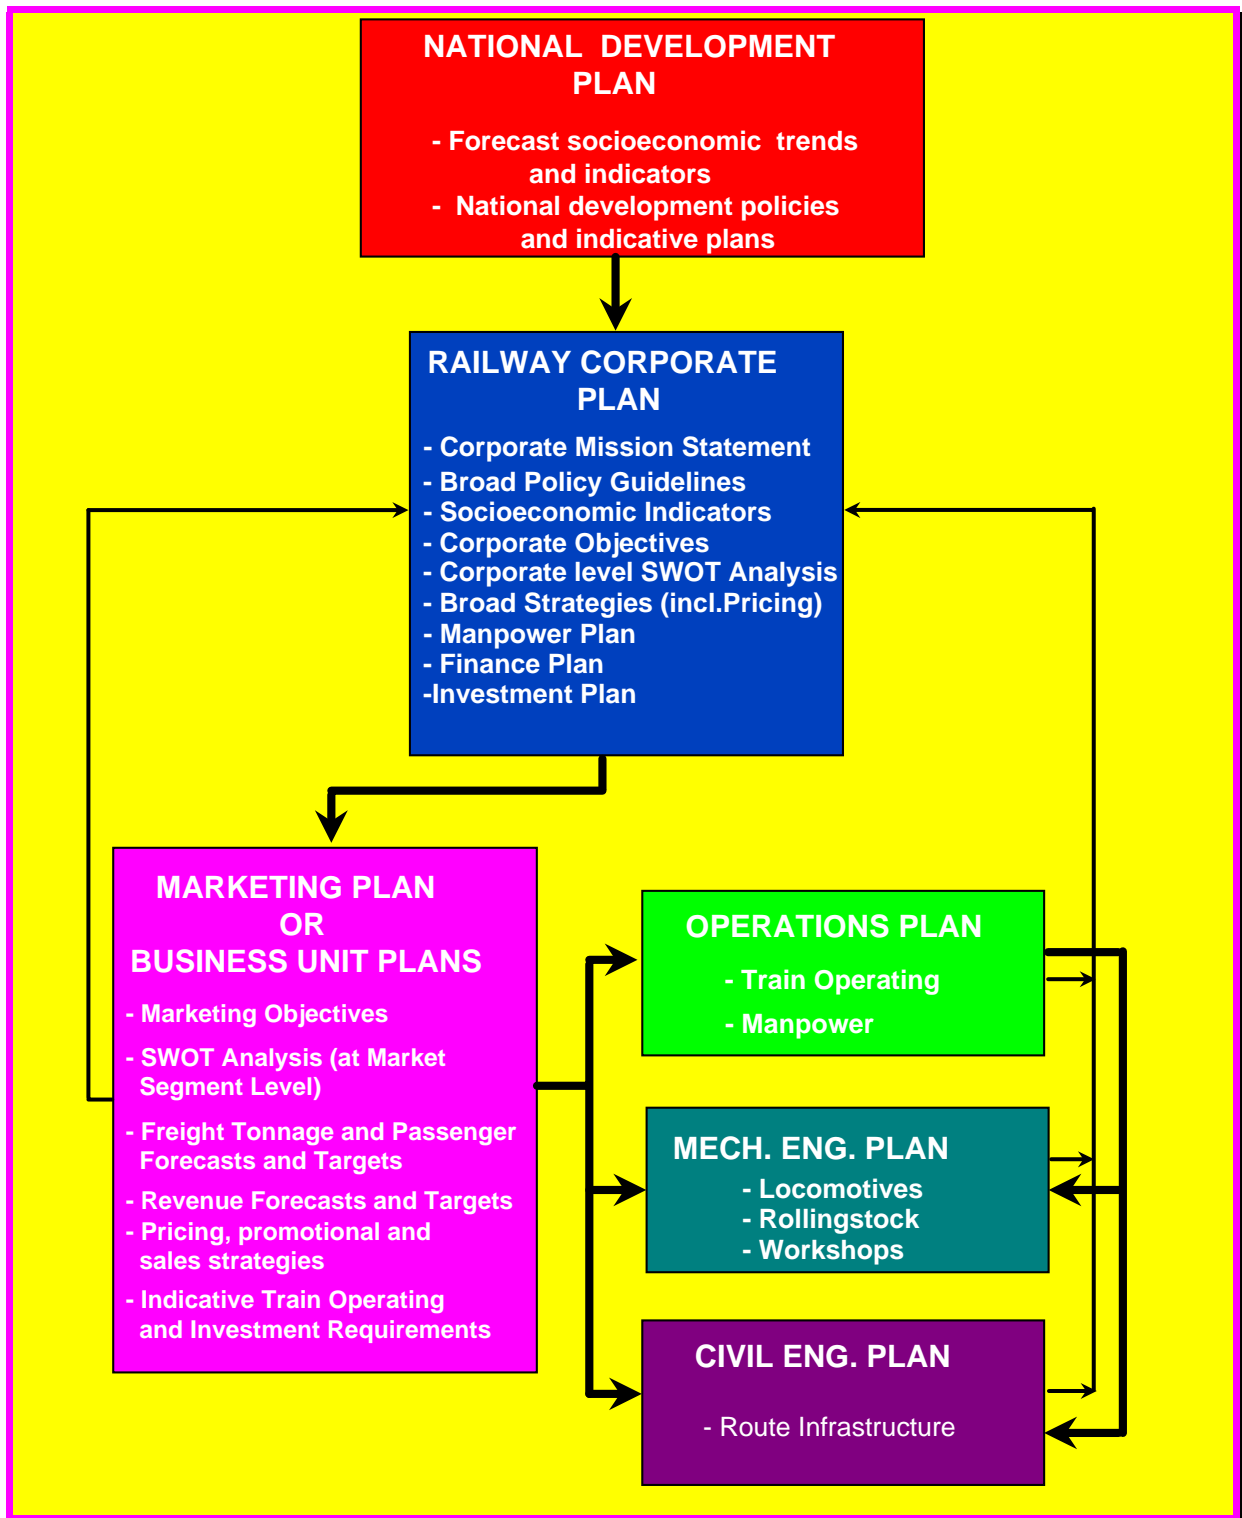 NATIONAL DEVELOPMENT
PLAN
- Forecast socioeconomic trends
and indicators
- National development policies
and indicative plans
RAILWAY CORPORATE
PLAN
- Corporate Mission Statement
- Broad Policy Guidelines
- Socioeconomic Indicators
- Corporate Objectives
- Corporate level SWOT Analysis
- Broad Strategies (incl.Pricing)
- Manpower Plan
- Finance Plan
-Investment Plan
MARKETING PLAN
OR
BUSINESS UNIT PLANS
- Marketing Objectives
- SWOT Analysis (at Market
Segment Level)
- Freight Tonnage and Passenger
Forecasts and Targets
- Revenue Forecasts and Targets
- Pricing, promotional and
sales strategies
- Indicative Train Operating
and Investment Requirements
OPERATIONS PLAN
- Train Operating
- Manpower
MECH. ENG. PLAN
- Locomotives
- Rollingstock
- Workshops
CIVIL ENG. PLAN
- Route Infrastructure